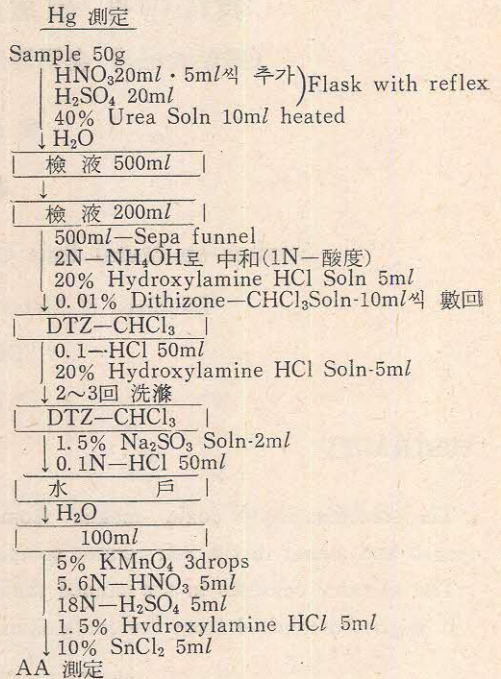 Hg 測定
Sample 50g
HNO₃20ml · 5ml씩 추가)Flask with reflex
H₂SO₄ 20ml
40% Urea Soln 10ml heated
↓H₂O
| 檢 液 500ml |
↓
| 檢 液 200ml |
500ml—Sepa funnel
2N—NH₄OH로 中和(1N—酸度)
20% Hydroxylamine HCl Soln 5ml
↓0.01% Dithizone—CHCl₃Soln-10ml씩 數回
| DTZ—CHCl₃ |
0.1—HCl 50ml
20% Hydroxylamine HCl Soln-5ml
↓2~3回 洗滌
| DTZ—CHCl₃ |
1.5% Na₂SO₃ Soln-2ml
↓0.1N—HCl 50ml
| 水 戶 |
↓H₂O
| 100ml |
5% KMnO₄ 3drops
5.6N—HNO₃ 5ml
18N—H₂SO₄ 5ml
1.5% Hydroxylamine HCl 5ml
↓10% SnCl₂ 5ml
AA 測定